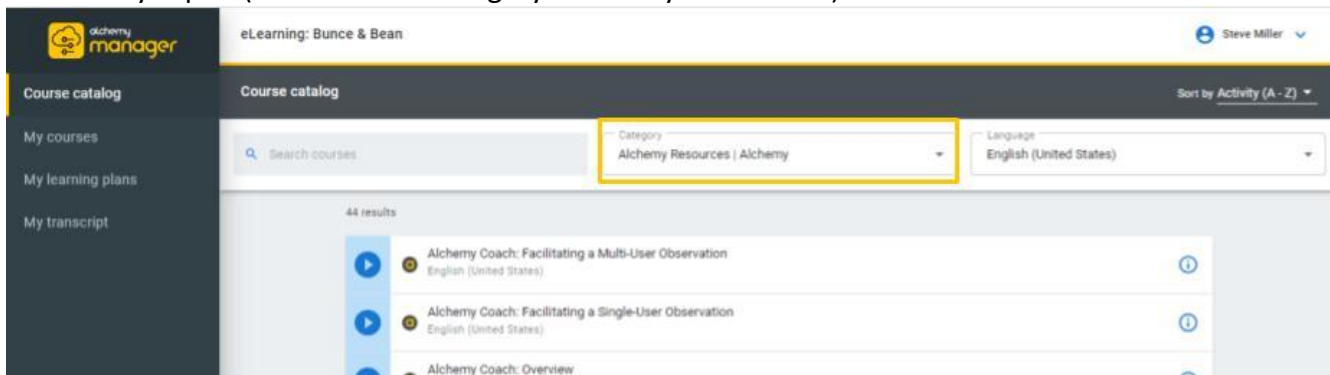 alchemy
manager
eLearning: Bunce & Bean
Steve Miller
Course catalog
Course catalog
Sort by Activity (A - Z)
My courses
My learning plans
My transcript
Search courses
Category
Alchemy Resources | Alchemy
Language
English (United States)
44 results
Alchemy Coach: Facilitating a Multi-User Observation
English (United States)
Alchemy Coach: Facilitating a Single-User Observation
English (United States)
Alchemy Coach: Overview